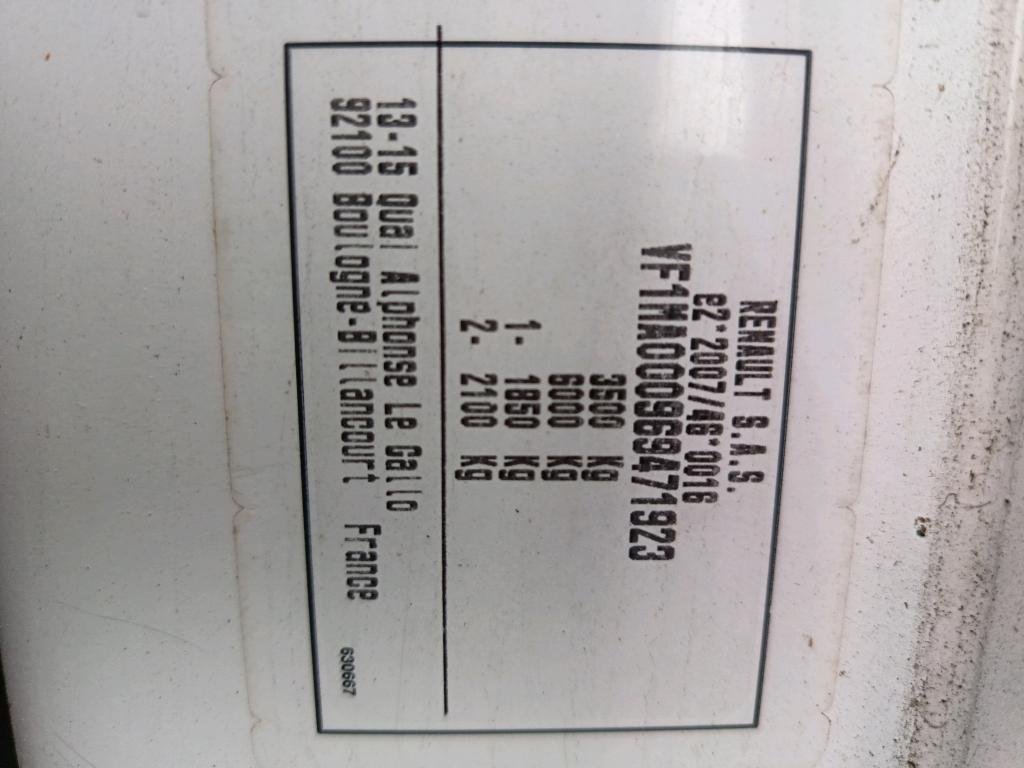 RENAULT S.A.S.
e2*2007/46*0016
VF1MA000969471923
3500 Kg
6000 Kg
1- 1850 Kg
2- 2100 Kg
13-15 Quai Alphonse Le Gallo
92100 Boulogne-Billancourt France
630667